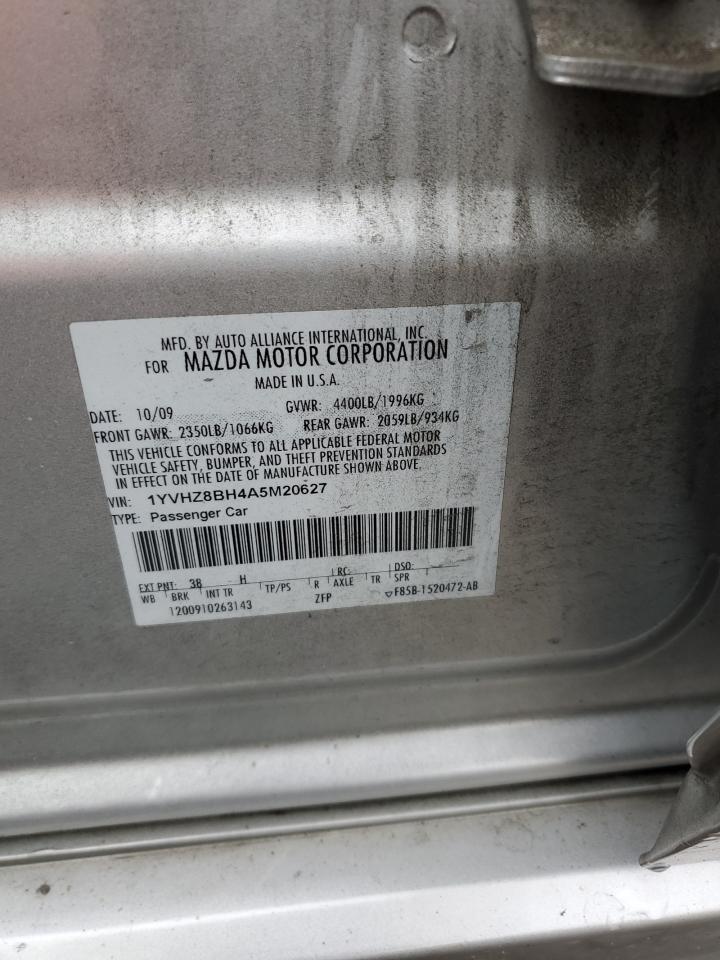 MFD. BY AUTO ALLIANCE INTERNATIONAL, INC.
FOR MAZDA MOTOR CORPORATION
MADE IN U.S.A.
DATE: 10/09 GVWR: 4400LB/1996KG
FRONT GAWR: 2350LB/1066KG REAR GAWR: 2059LB/934KG
THIS VEHICLE CONFORMS TO ALL APPLICABLE FEDERAL MOTOR
VEHICLE SAFETY, BUMPER, AND THEFT PREVENTION STANDARDS
IN EFFECT ON THE DATE OF MANUFACTURE SHOWN ABOVE.
VIN: 1YVHZ8BH4A5M20627
TYPE: Passenger Car
EXT PNT: 38 H RC: DSO:
WB BRK INT TR TP/PS R AXLE TR SPR
1200910263143 ZFP F85B-1520472-AB